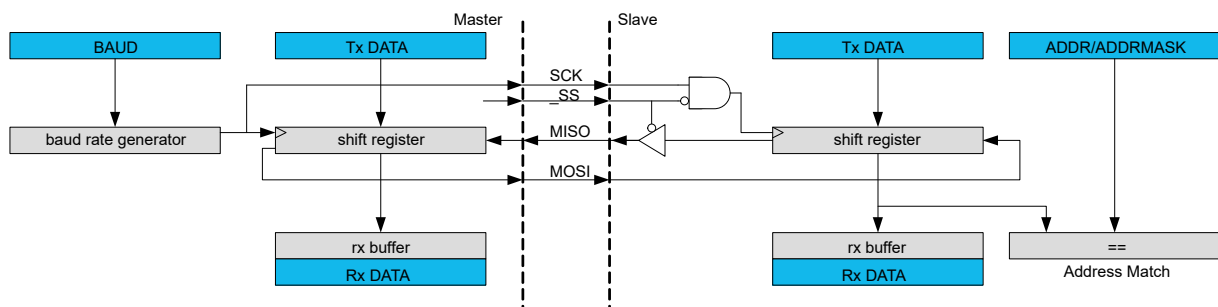 Master
Slave
BAUD
Tx DATA
Tx DATA
ADDR/ADDRMASK
SCK
_SS
baud rate generator
shift register
MISO
shift register
MOSI
rx buffer
rx buffer
==
Rx DATA
Rx DATA
Address Match